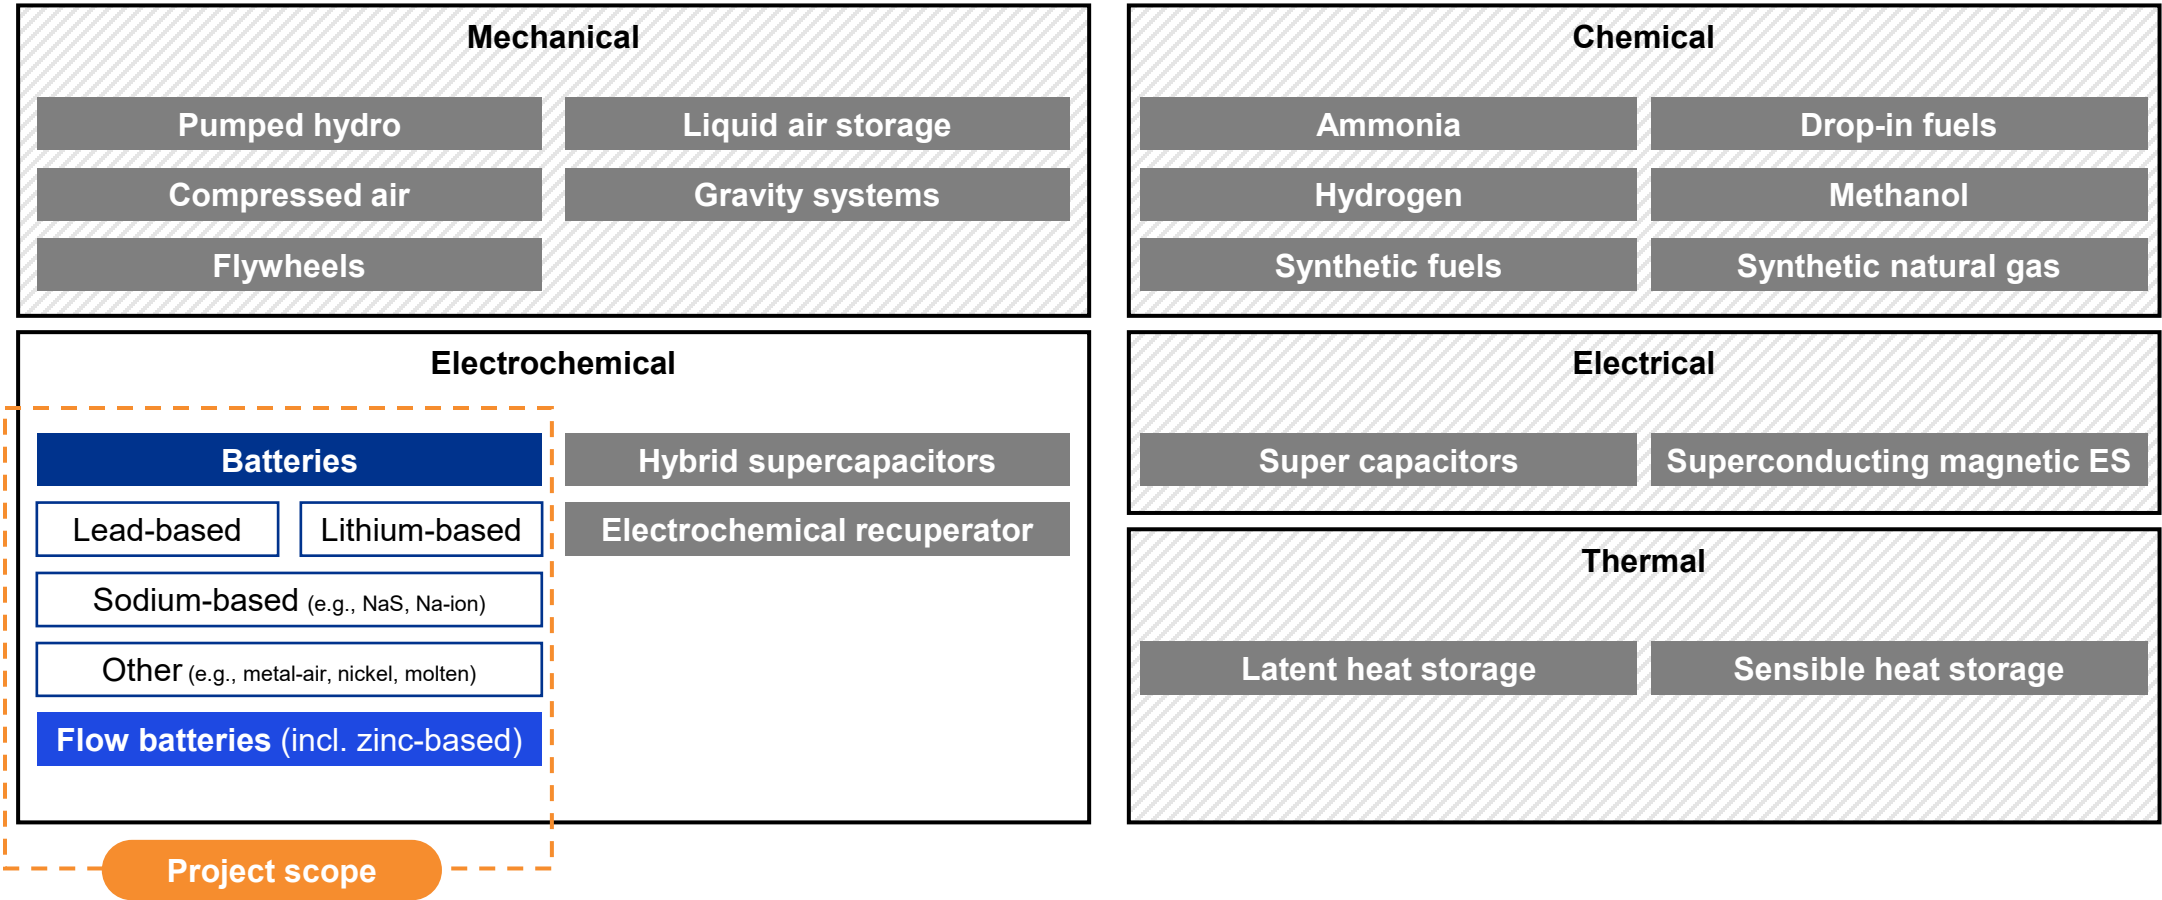 Mechanical
Pumped hydro
Liquid air storage
Compressed air
Gravity systems
Flywheels
Chemical
Ammonia
Drop-in fuels
Hydrogen
Methanol
Synthetic fuels
Synthetic natural gas
Electrochemical
Batteries
Hybrid supercapacitors
Lead-based
Lithium-based
Electrochemical recuperator
Sodium-based (e.g., NaS, Na-ion)
Other (e.g., metal-air, nickel, molten)
Flow batteries (incl. zinc-based)
Project scope
Electrical
Super capacitors
Superconducting magnetic ES
Thermal
Latent heat storage
Sensible heat storage